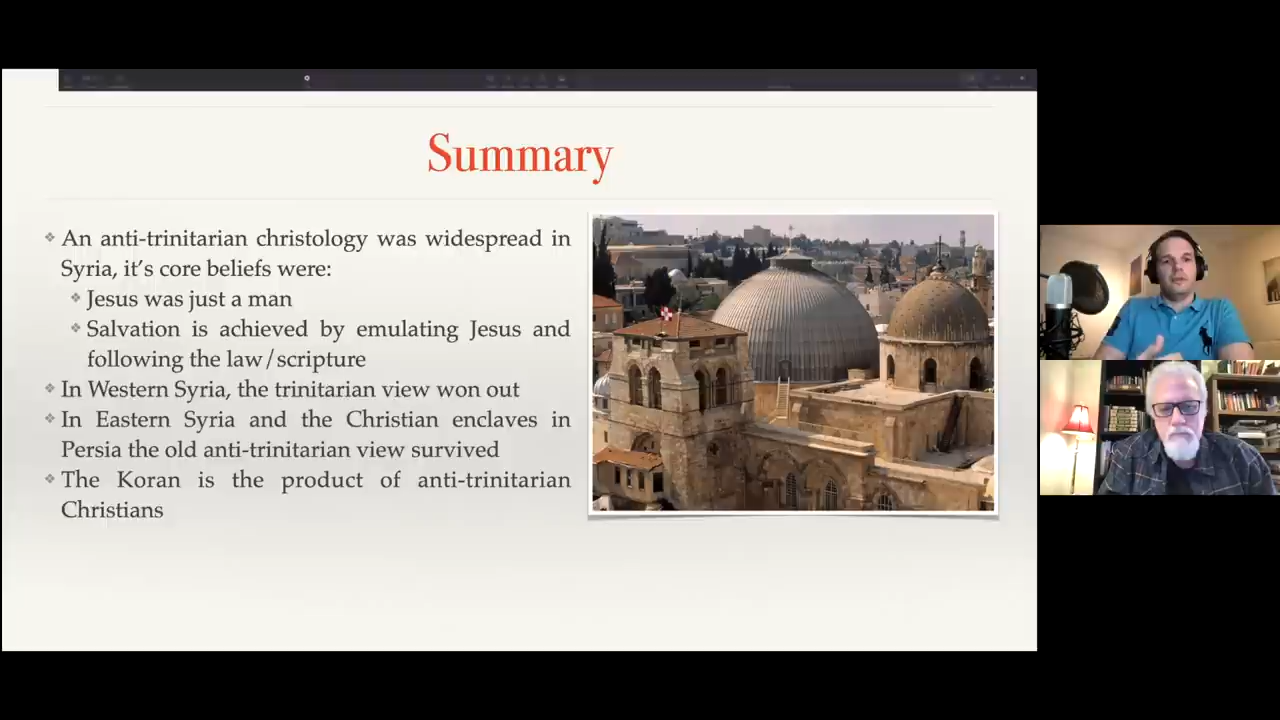 Summary
❖ An anti-trinitarian christology was widespread in
Syria, it's core beliefs were:
❖ Jesus was just a man
❖ Salvation is achieved by emulating Jesus and
following the law/scripture
❖ In Western Syria, the trinitarian view won out
❖ In Eastern Syria and the Christian enclaves in
Persia the old anti-trinitarian view survived
❖ The Koran is the product of anti-trinitarian
Christians